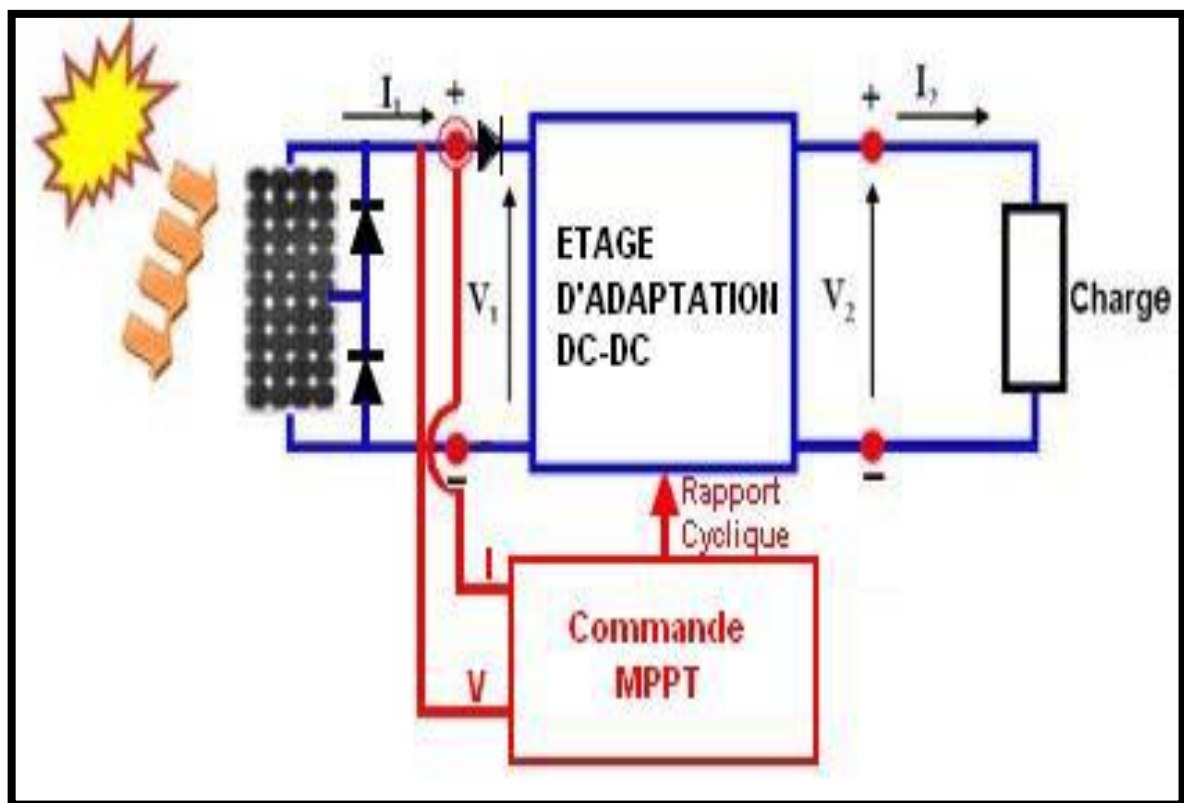 I₁ +
+ I₂
ETAGE
D'ADAPTATION
DC-DC
V₁
V₂
Charge
-
-
Rapport
Cyclique
I
Commande
MPPT
V